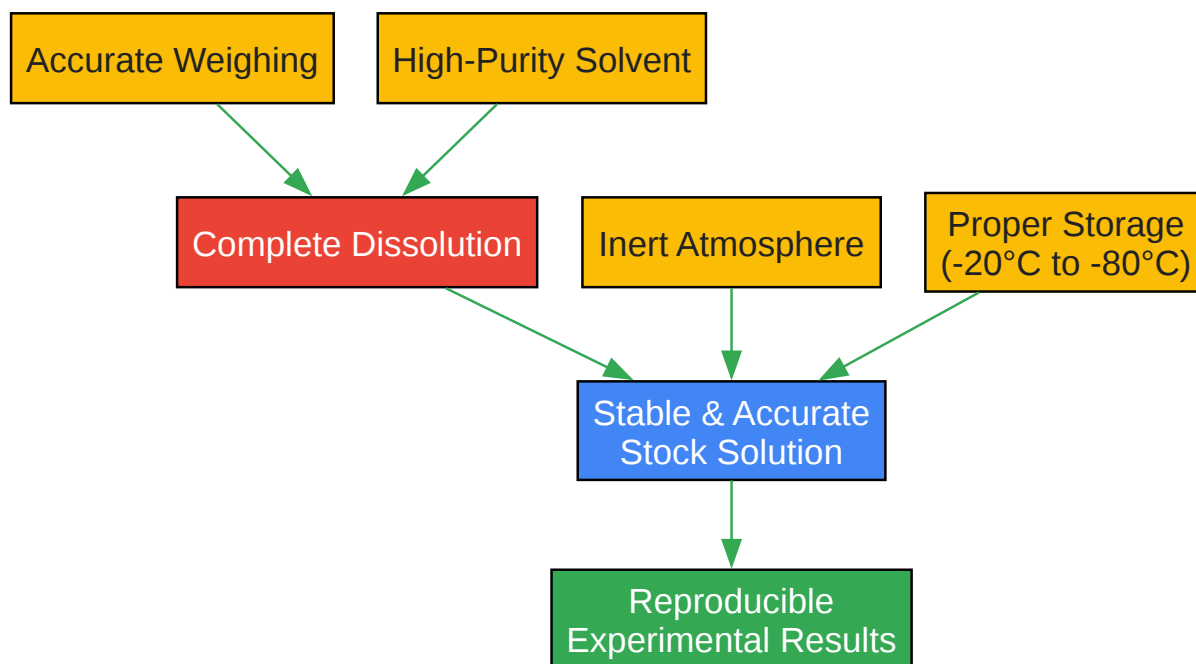 Accurate Weighing
High-Purity Solvent
Complete Dissolution
Inert Atmosphere
Proper Storage
(-20°C to -80°C)
Stable & Accurate
Stock Solution
Reproducible
Experimental Results